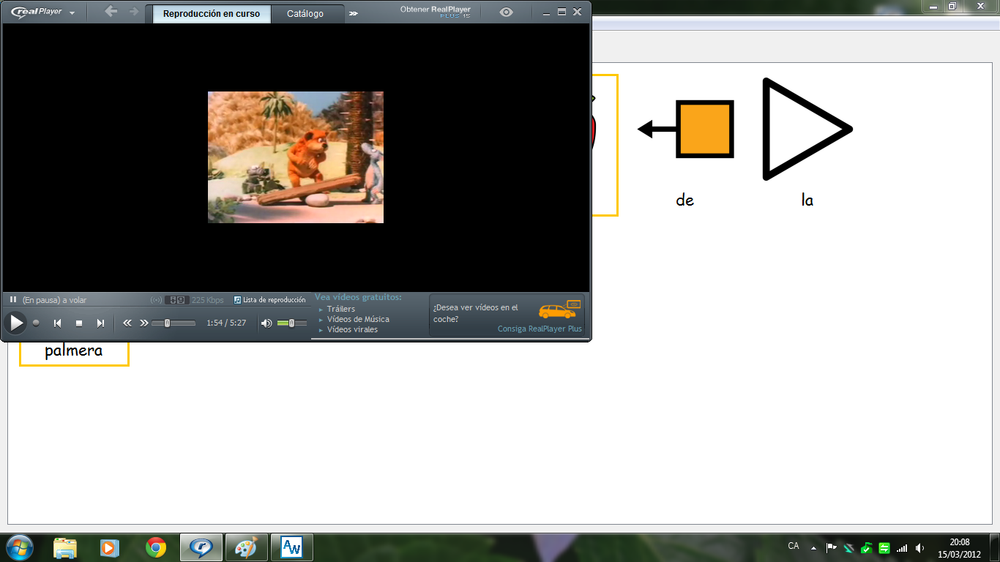 realPlayer
Reproducción en curso
Catálogo
Obtener RealPlayer
PLUS 15
de
la
(En pausa) a volar
225 Kbps
Lista de reproducción
1:54 / 5:27
Vea vídeos gratuitos:
Tráilers
Vídeos de Música
Vídeos virales
¿Desea ver vídeos en el
coche?
Consiga RealPlayer Plus
palmera
AW
CA
20:08
15/03/2012